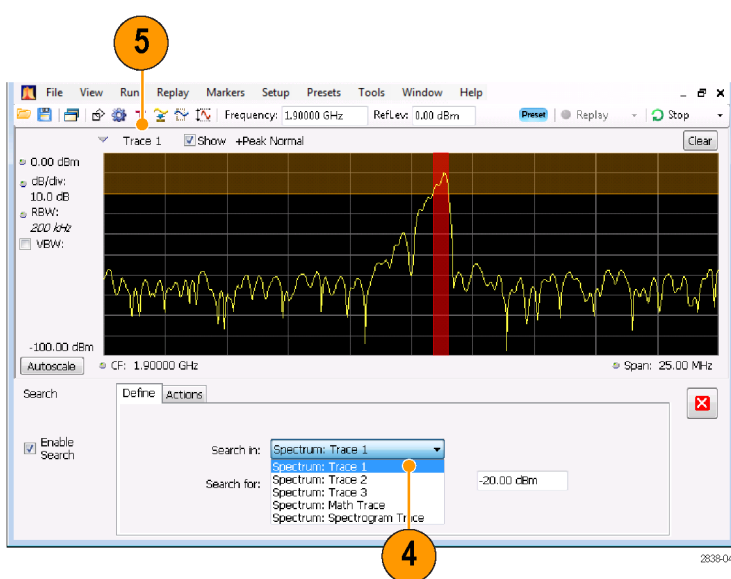 5
File View Run Replay Markers Setup Presets Tools Window Help
Frequency: 1.90000 GHz RefLev: 0.00 dBm Preset Replay Stop
Trace 1 Show +Peak Normal Clear
0.00 dBm
dB/div:
10.0 dB
RBW:
200 kHz
VBW:
-100.00 dBm
Autoscale CF: 1.90000 GHz Span: 25.00 MHz
Search Define Actions
Enable
Search
Search in: Spectrum: Trace 1
Spectrum: Trace 1
Search for: Spectrum: Trace 2 -20.00 dBm
Spectrum: Trace 3
Spectrum: Math Trace
Spectrum: Spectrogram Trace
4
2838-04